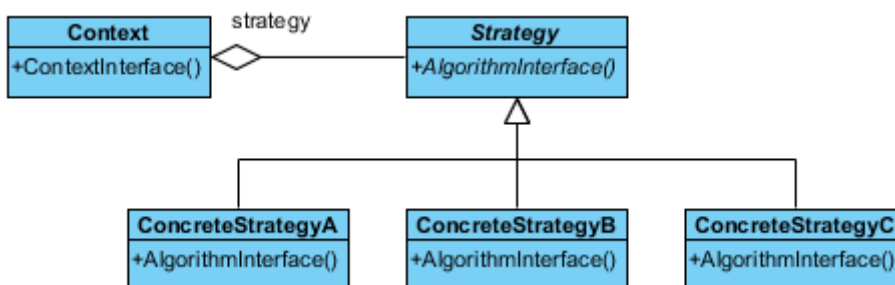 strategy
Context
+ContextInterface()
Strategy
+AlgorithmInterface()
ConcreteStrategyA
+AlgorithmInterface()
ConcreteStrategyB
+AlgorithmInterface()
ConcreteStrategyC
+AlgorithmInterface()